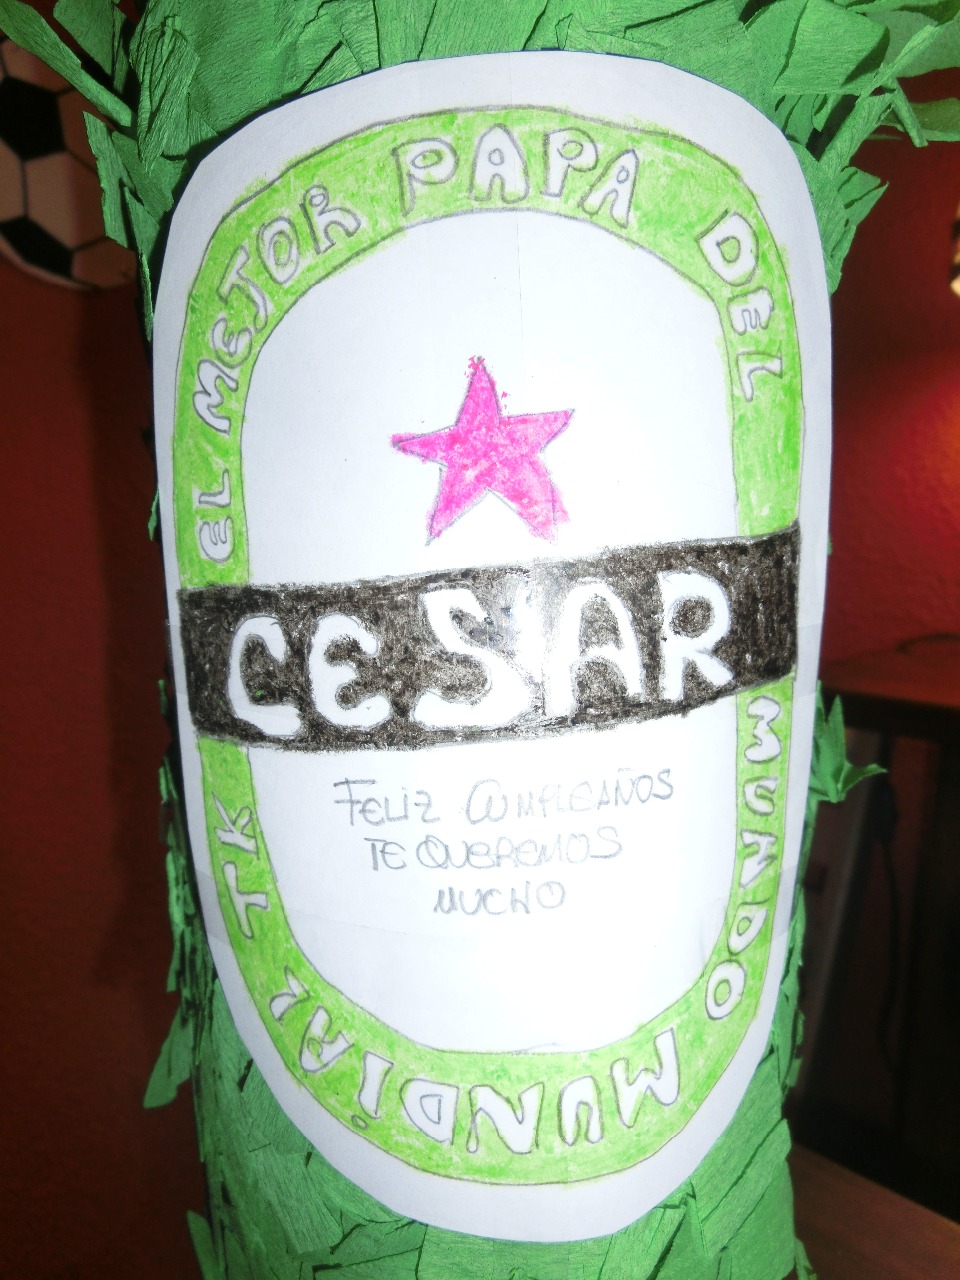 EL MEJOR PAPA DEL
MUNDO MUNDIAL TK
CESAR
FELIZ CUMPLEAÑOS
TE QUEREMOS
MUCHO